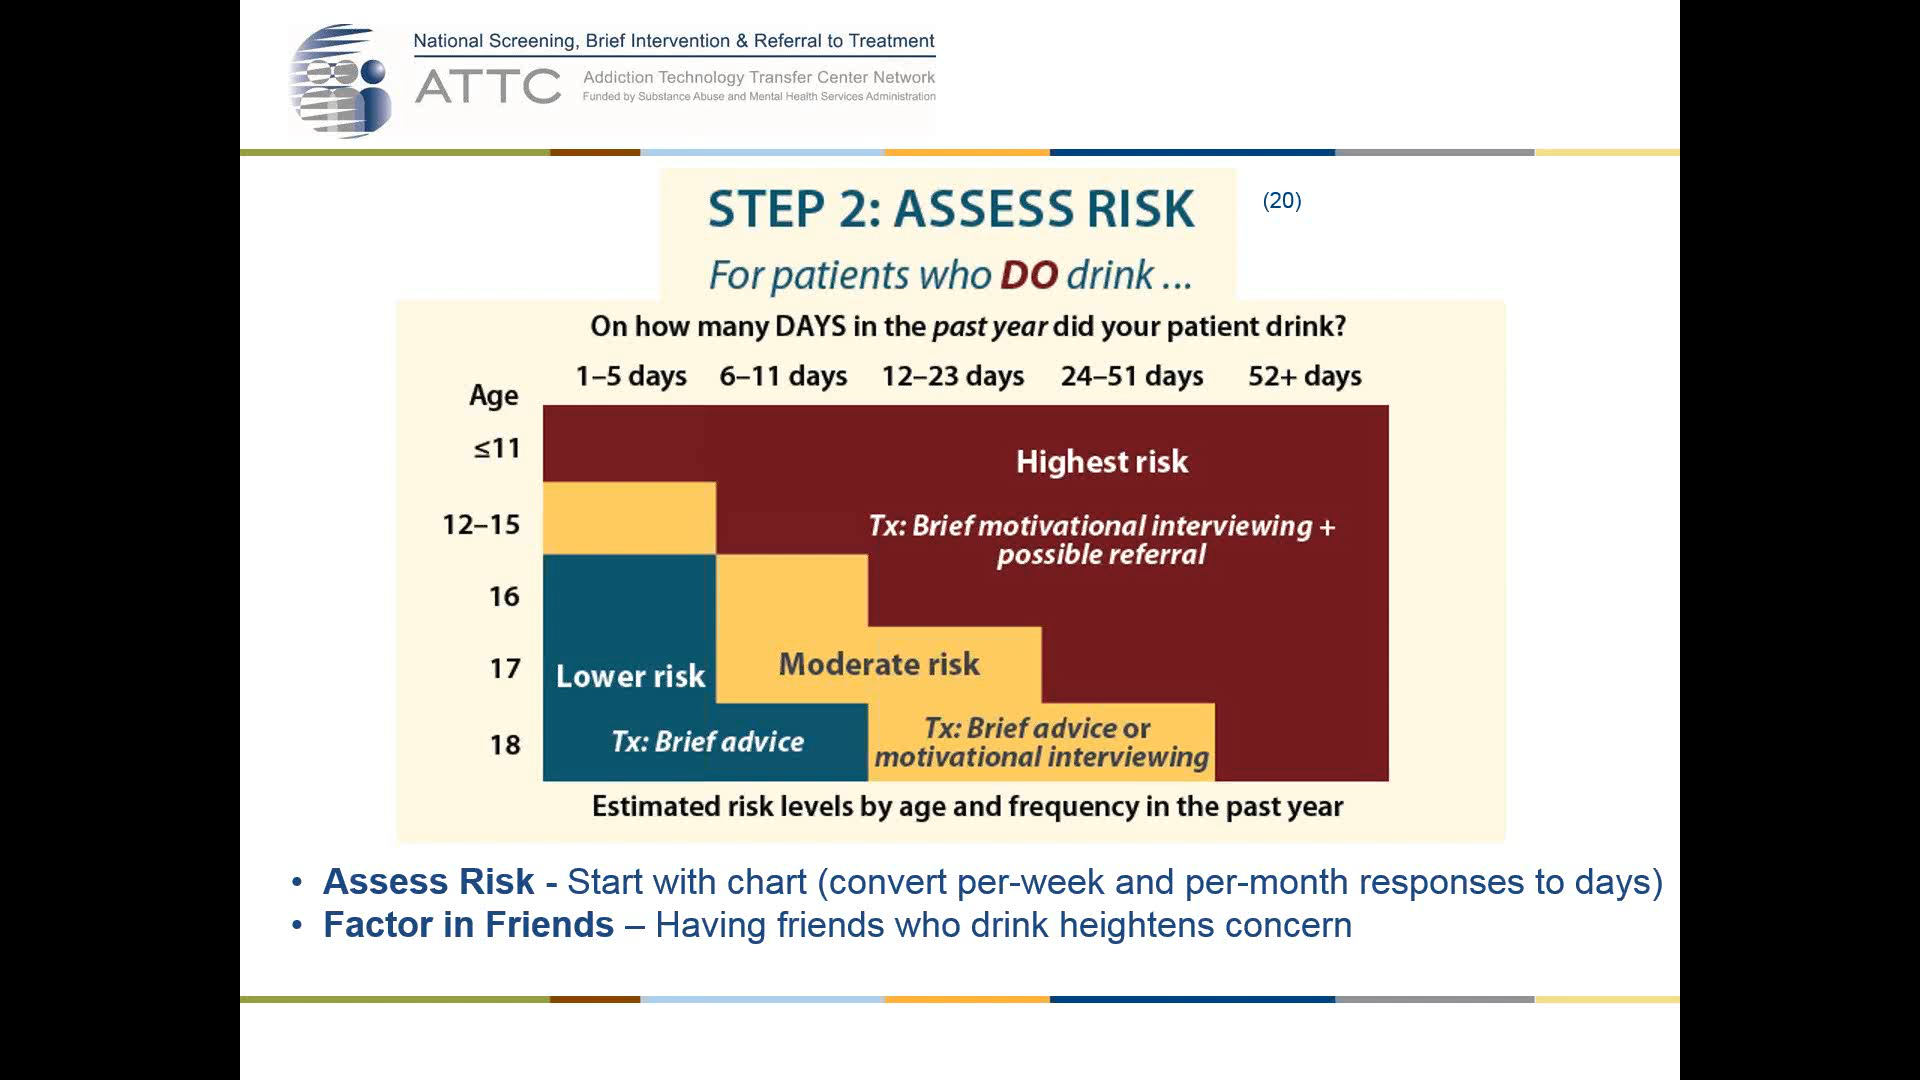 National Screening, Brief Intervention & Referral to Treatment
ATTC
Addiction Technology Transfer Center Network
Funded by Substance Abuse and Mental Health Services Administration
STEP 2: ASSESS RISK
(20)
For patients who DO drink ...
On how many DAYS in the past year did your patient drink?
1–5 days 6–11 days 12–23 days 24–51 days 52+ days
Age
≤11
Highest risk
12–15
Tx: Brief motivational interviewing +
possible referral
16
17
Lower risk
Moderate risk
18
Tx: Brief advice
Tx: Brief advice or
motivational interviewing
Estimated risk levels by age and frequency in the past year
• Assess Risk - Start with chart (convert per-week and per-month responses to days)
• Factor in Friends – Having friends who drink heightens concern